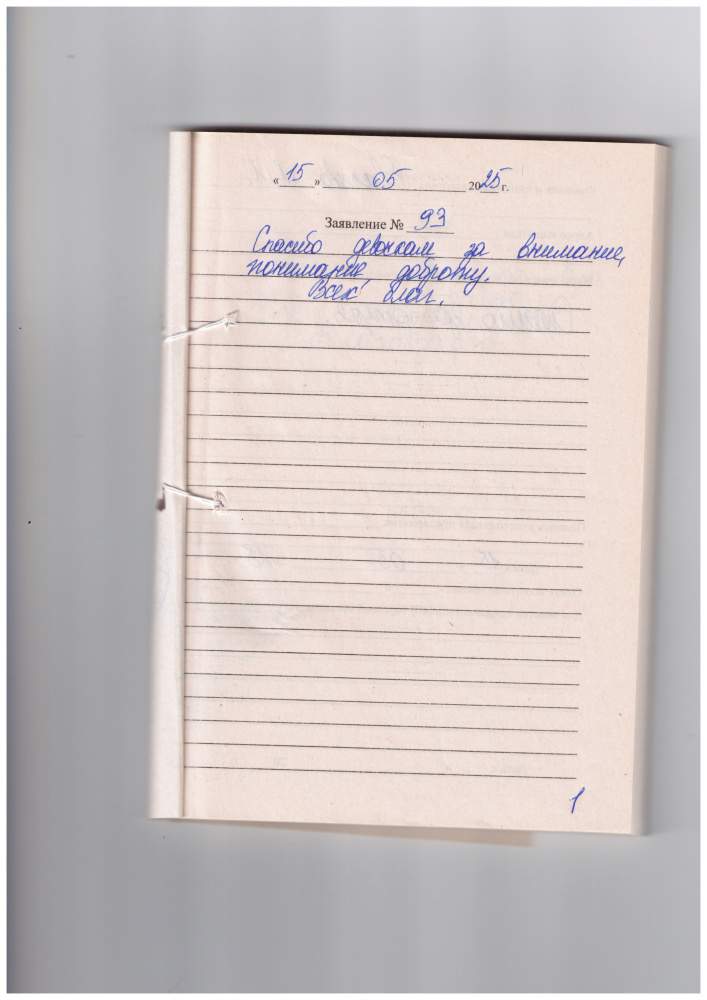 « 15 » 05 2025 г.
Заявление № 93
Спасибо девочкам за внимание,
понимание, доброту.
Всех благ.
1